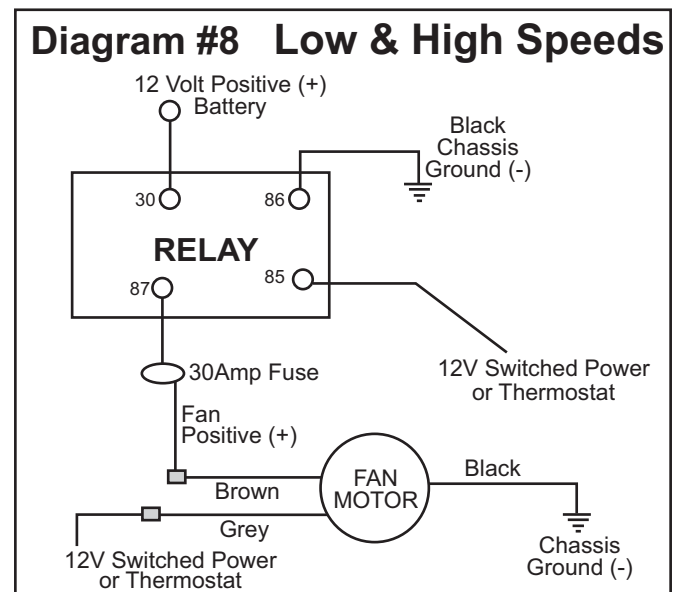 Diagram #8 Low & High Speeds
12 Volt Positive (+)
Battery
Black
Chassis
Ground (-)
30
86
RELAY
87
85
30Amp Fuse
12V Switched Power
or Thermostat
Fan
Positive (+)
Brown
FAN
MOTOR
Black
Grey
12V Switched Power
or Thermostat
Chassis
Ground (-)